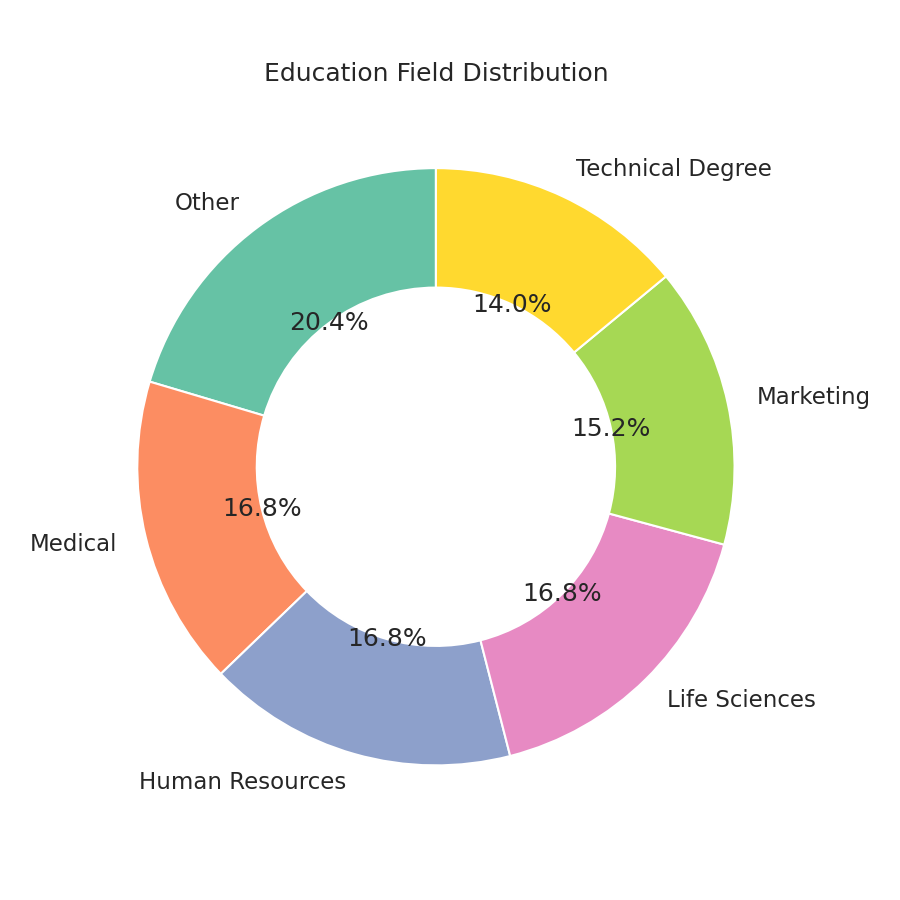 Education Field Distribution
Technical Degree
Other
14.0%
20.4%
Marketing
15.2%
16.8%
Medical
16.8%
16.8%
Life Sciences
Human Resources